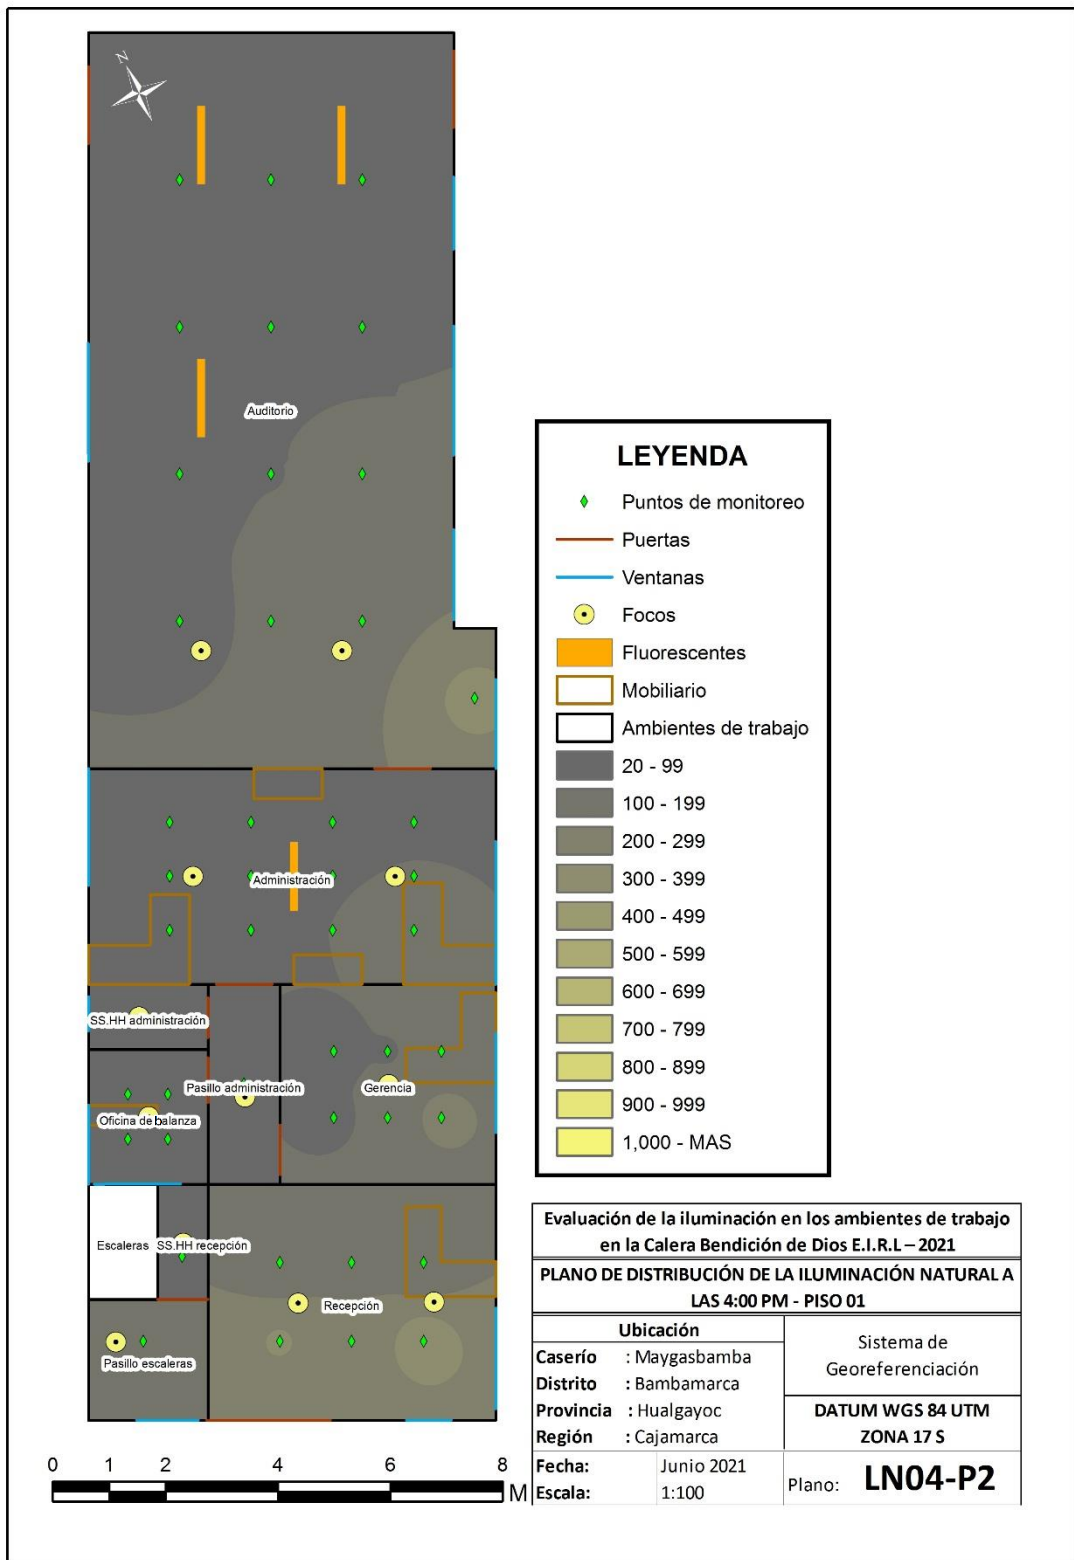 N
Auditorio
Administración
SS.HH administración
Pasillo administración
Gerencia
Oficina de balanza
Escaleras
SS.HH recepción
Recepción
Pasillo escaleras
0 1 2 4 6 8
M
LEYENDA
Puntos de monitoreo
Puertas
Ventanas
Focos
Fluorescentes
Mobiliario
Ambientes de trabajo
20 - 99
100 - 199
200 - 299
300 - 399
400 - 499
500 - 599
600 - 699
700 - 799
800 - 899
900 - 999
1,000 - MAS
Evaluación de la iluminación en los ambientes de trabajo
en la Calera Bendición de Dios E.I.R.L – 2021
PLANO DE DISTRIBUCIÓN DE LA ILUMINACIÓN NATURAL A
LAS 4:00 PM - PISO 01
Ubicación
Caserío : Maygasbamba
Distrito : Bambamarca
Provincia : Hualgayoc
Región : Cajamarca
Sistema de
Georeferenciación
DATUM WGS 84 UTM
ZONA 17 S
Fecha: Junio 2021
Escala: 1:100
Plano: LN04-P2